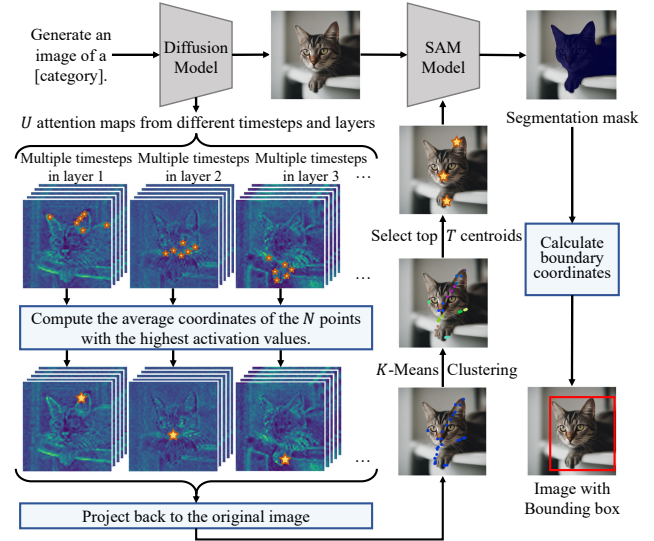 Generate an
image of a
[category].
Diffusion
Model
SAM
Model
U attention maps from different timesteps and layers
Segmentation mask
Multiple timesteps
in layer 1
Multiple timesteps
in layer 2
Multiple timesteps
in layer 3
...
...
Select top T centroids
Calculate
boundary
coordinates
Compute the average coordinates of the N points
with the highest activation values.
K-Means Clustering
...
Project back to the original image
Image with
Bounding box